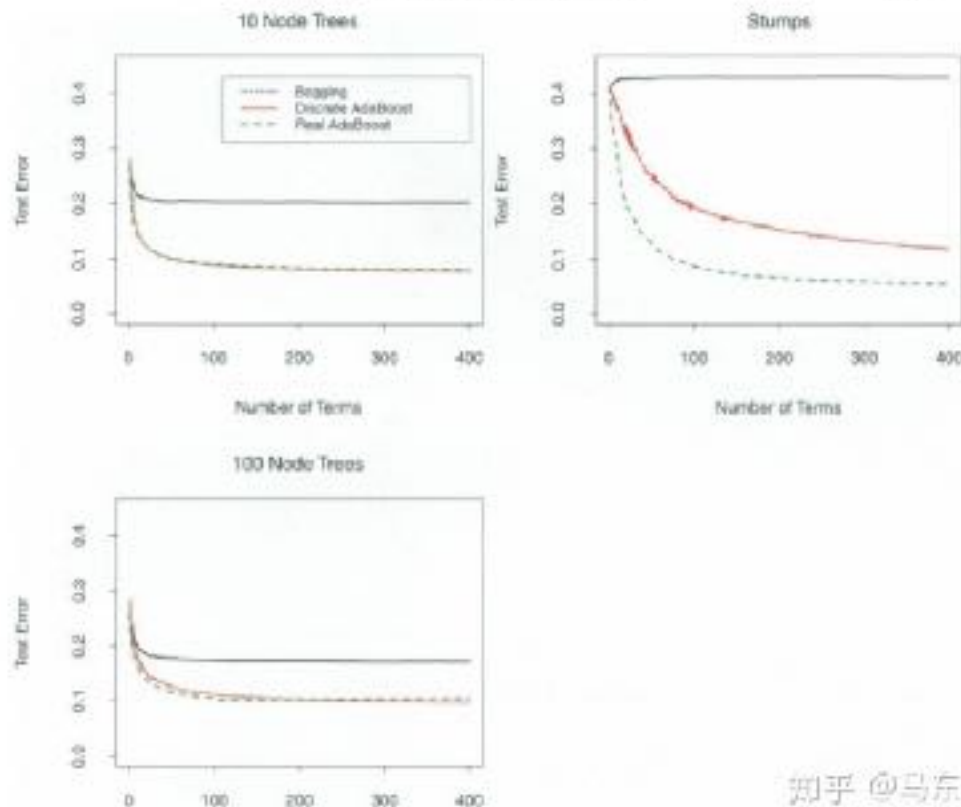 10 Node Trees
Test Error
0.4
0.3
0.2
0.1
0.0
Bagging
Discrete AdaBoost
Real AdaBoost
0 100 200 300 400
Number of Terms
Stumps
Test Error
0.4
0.3
0.2
0.1
0.0
0 100 200 300 400
Number of Terms
100 Node Trees
Test Error
0.4
0.3
0.2
0.1
0.0
0 100 200 300 400
知乎 @马东